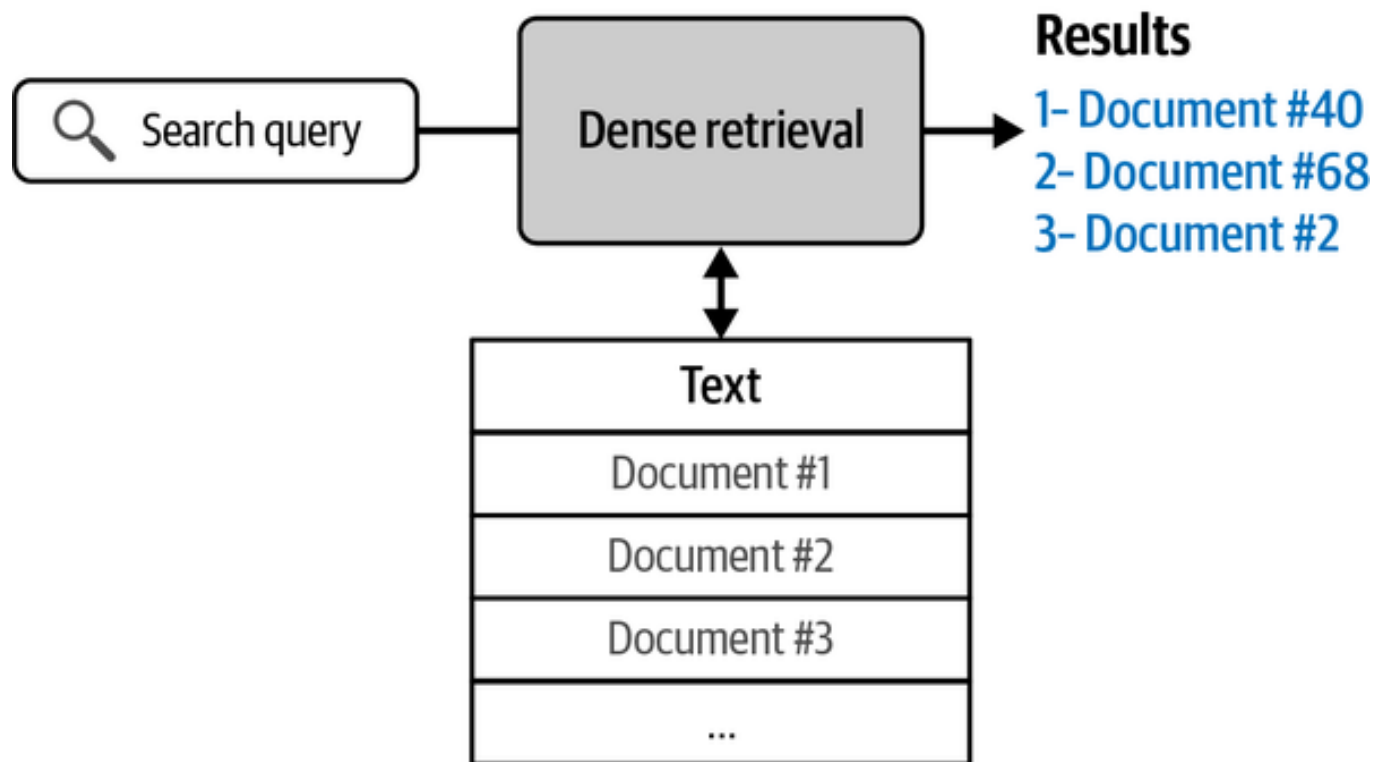 Search query
Dense retrieval
Results
1– Document #40
2– Document #68
3– Document #2
Text
Document #1
Document #2
Document #3
...